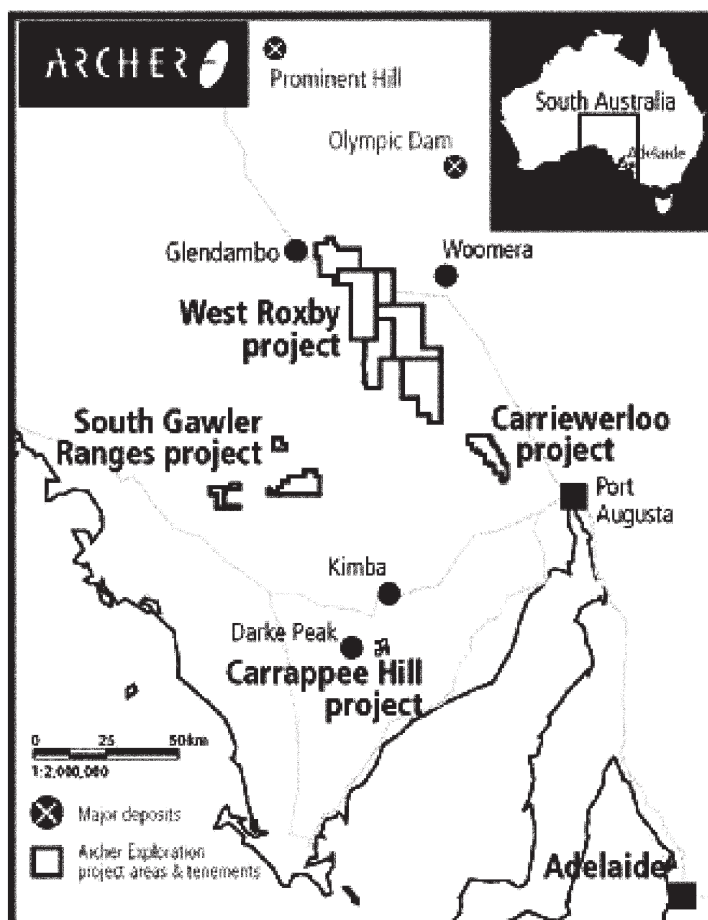 ARCHER
Prominent Hill
Olympic Dam
South Australia
Adelaide
Glendambo
Woomera
West Roxby
project
South Gawler
Ranges project
Carriewerloo
project
Port
Augusta
Kimba
Darke Peak
Carrappee Hill
project
0 25 50km
1:2,000,000
Major deposits
Archer Exploration
project areas & tenements
Adelaide